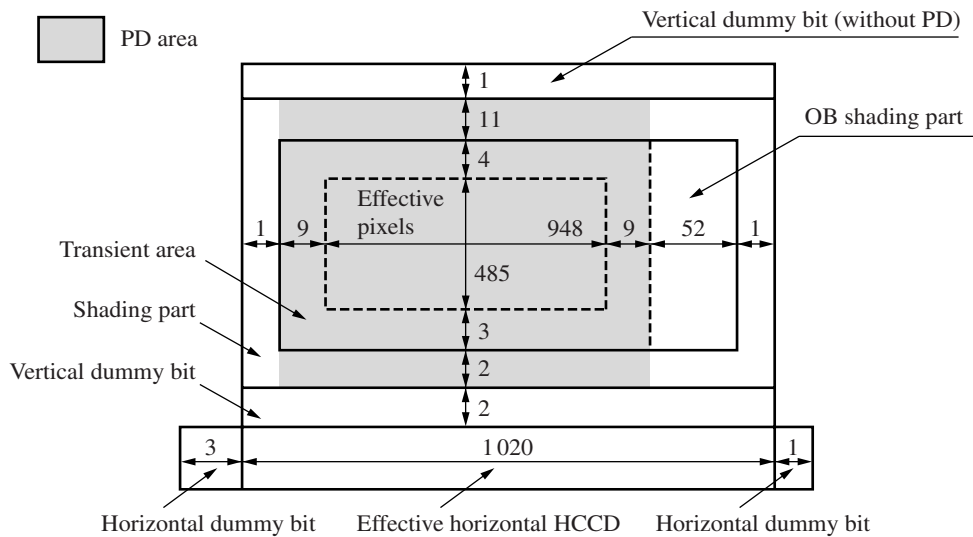 Vertical dummy bit (without PD)
PD area
1
11
OB shading part
4
Effective
pixels
1 9 948 9 52 1
Transient area
485
Shading part
3
Vertical dummy bit
2
2
3 1 020 1
Horizontal dummy bit Effective horizontal HCCD Horizontal dummy bit